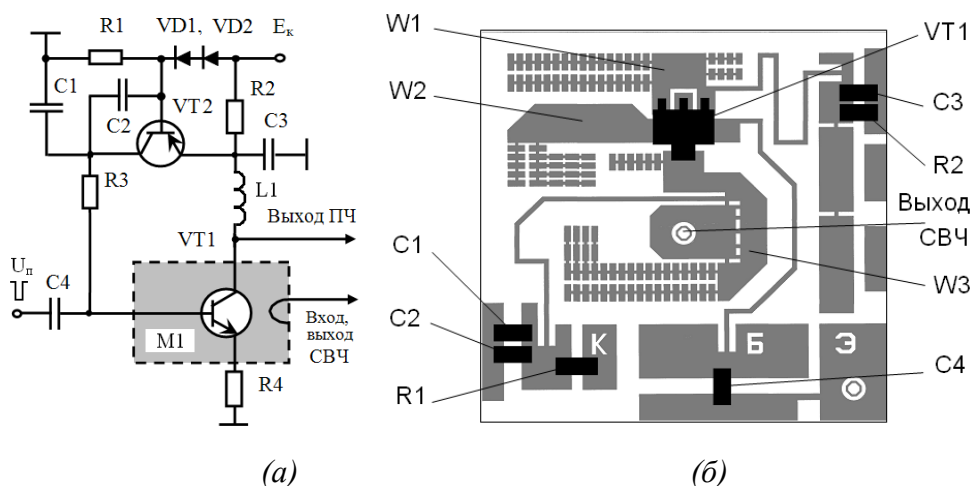 R1
VD1, VD2
Eк
C1
C2
VT2
R2
C3
R3
L1
Выход ПЧ
VT1
Uп
C4
M1
Вход,
выход
СВЧ
R4
(а)
W1
VT1
W2
C3
R2
Выход
СВЧ
C1
W3
C2
К
Б
Э
R1
C4
(б)